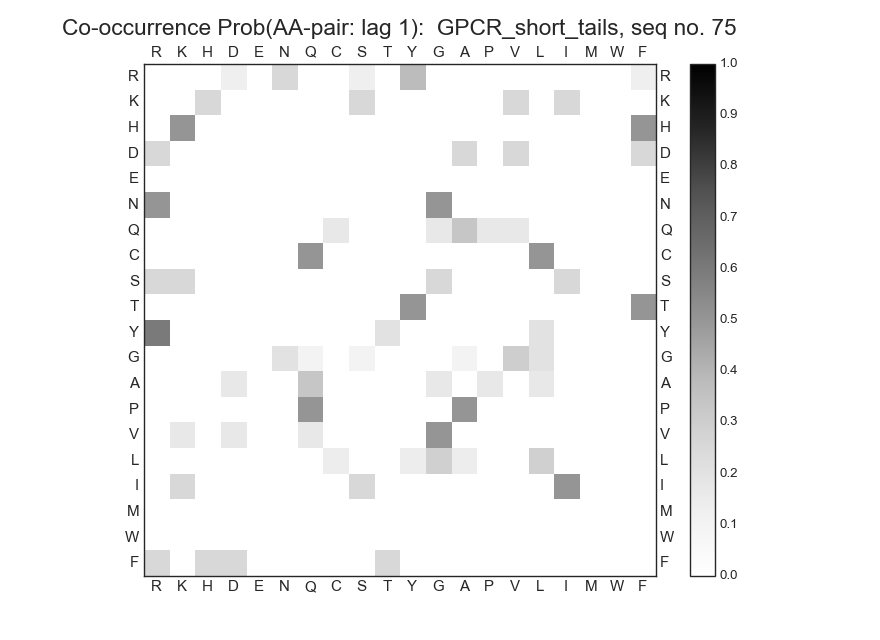 Co-occurrence Prob(AA-pair: lag 1):  GPCR_short_tails, seq no. 75
R K H D E N Q C S T Y G A P V L I M W F
R R 1.0
K K 0.9
H H
D D 0.8
E E
N N 0.7
Q Q
C C 0.6
S S
T T 0.5
Y Y
G G 0.4
A A
P P 0.3
V V
L L 0.2
I I
M M 0.1
W W
F F 0.0
R K H D E N Q C S T Y G A P V L I M W F